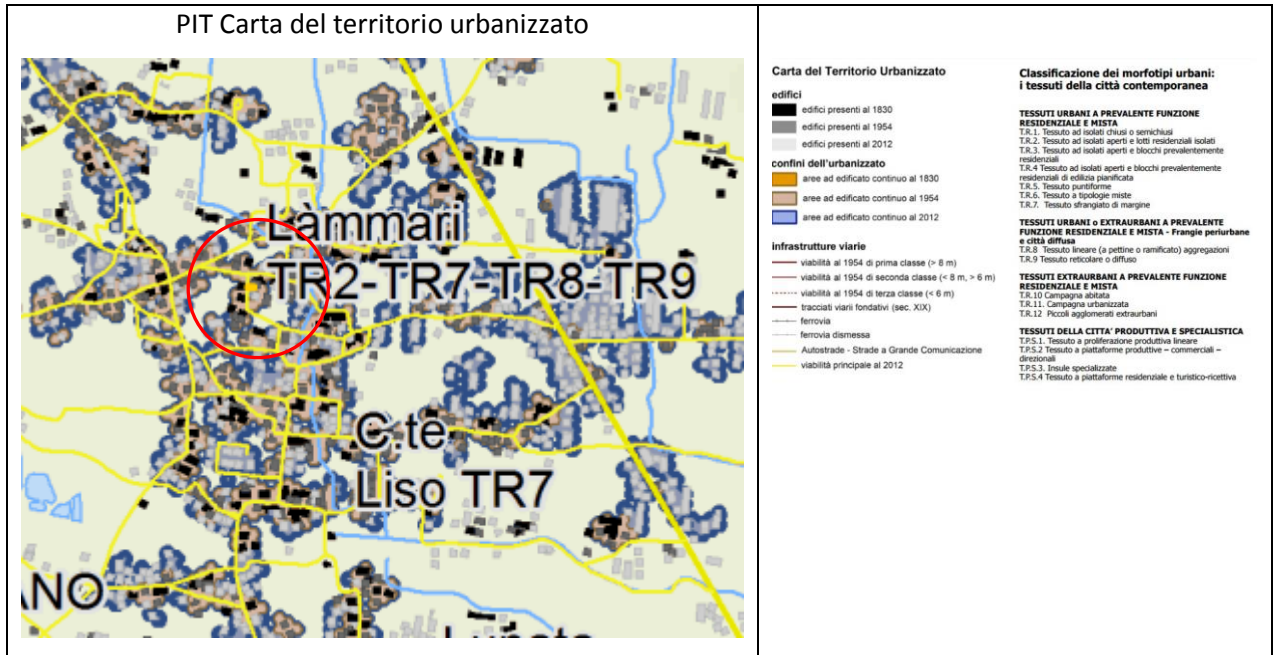 PIT Carta del territorio urbanizzato
Làmmari
TR2-TR7-TR8-TR9
C.te
Liso TR7
NO
Carta del Territorio Urbanizzato
edifici
edifici presenti al 1830
edifici presenti al 1954
edifici presenti al 2012
confini dell'urbanizzato
aree ad edificato continuo al 1830
aree ad edificato continuo al 1954
aree ad edificato continuo al 2012
infrastrutture viarie
viabilità al 1954 di prima classe (> 8 m)
viabilità al 1954 di seconda classe (< 8 m, > 6 m)
viabilità al 1954 di terza classe (< 6 m)
tracciati viarii fondativi (sec. XIX)
ferrovia
ferrovia dismessa
Autostrade - Strade a Grande Comunicazione
viabilità principale al 2012
Classificazione dei morfotipi urbani:
i tessuti della città contemporanea
TESSUTI URBANI A PREVALENTE FUNZIONE
RESIDENZIALE E MISTA
T.R.1. Tessuto ad isolati chiusi o semichiusi
T.R.2. Tessuto ad isolati aperti e lotti residenziali isolati
T.R.3. Tessuto ad isolati aperti e blocchi prevalentemente
residenziali
T.R.4 Tessuto ad isolati aperti e blocchi prevalentemente
residenziali di edilizia pianificata
T.R.5. Tessuto puntiforme
T.R.6. Tessuto a tipologie miste
T.R.7. Tessuto sfrangiato di margine
TESSUTI URBANI o EXTRAURBANI A PREVALENTE
FUNZIONE RESIDENZIALE E MISTA - Frangie periurbane
e città diffusa
T.R.8 Tessuto lineare (a pettine o ramificato) aggregazioni
T.R.9 Tessuto reticolare o diffuso
TESSUTI EXTRAURBANI A PREVALENTE FUNZIONE
RESIDENZIALE E MISTA
T.R.10 Campagna abitata
T.R.11. Campagna urbanizzata
T.R.12 Piccoli agglomerati extraurbani
TESSUTI DELLA CITTA' PRODUTTIVA E SPECIALISTICA
T.P.S.1. Tessuto a proliferazione produttiva lineare
T.P.S.2 Tessuto a piattaforme produttive – commerciali –
direzionali
T.P.S.3. Insule specializzate
T.P.S.4 Tessuto a piattaforme residenziale e turistico-ricettiva